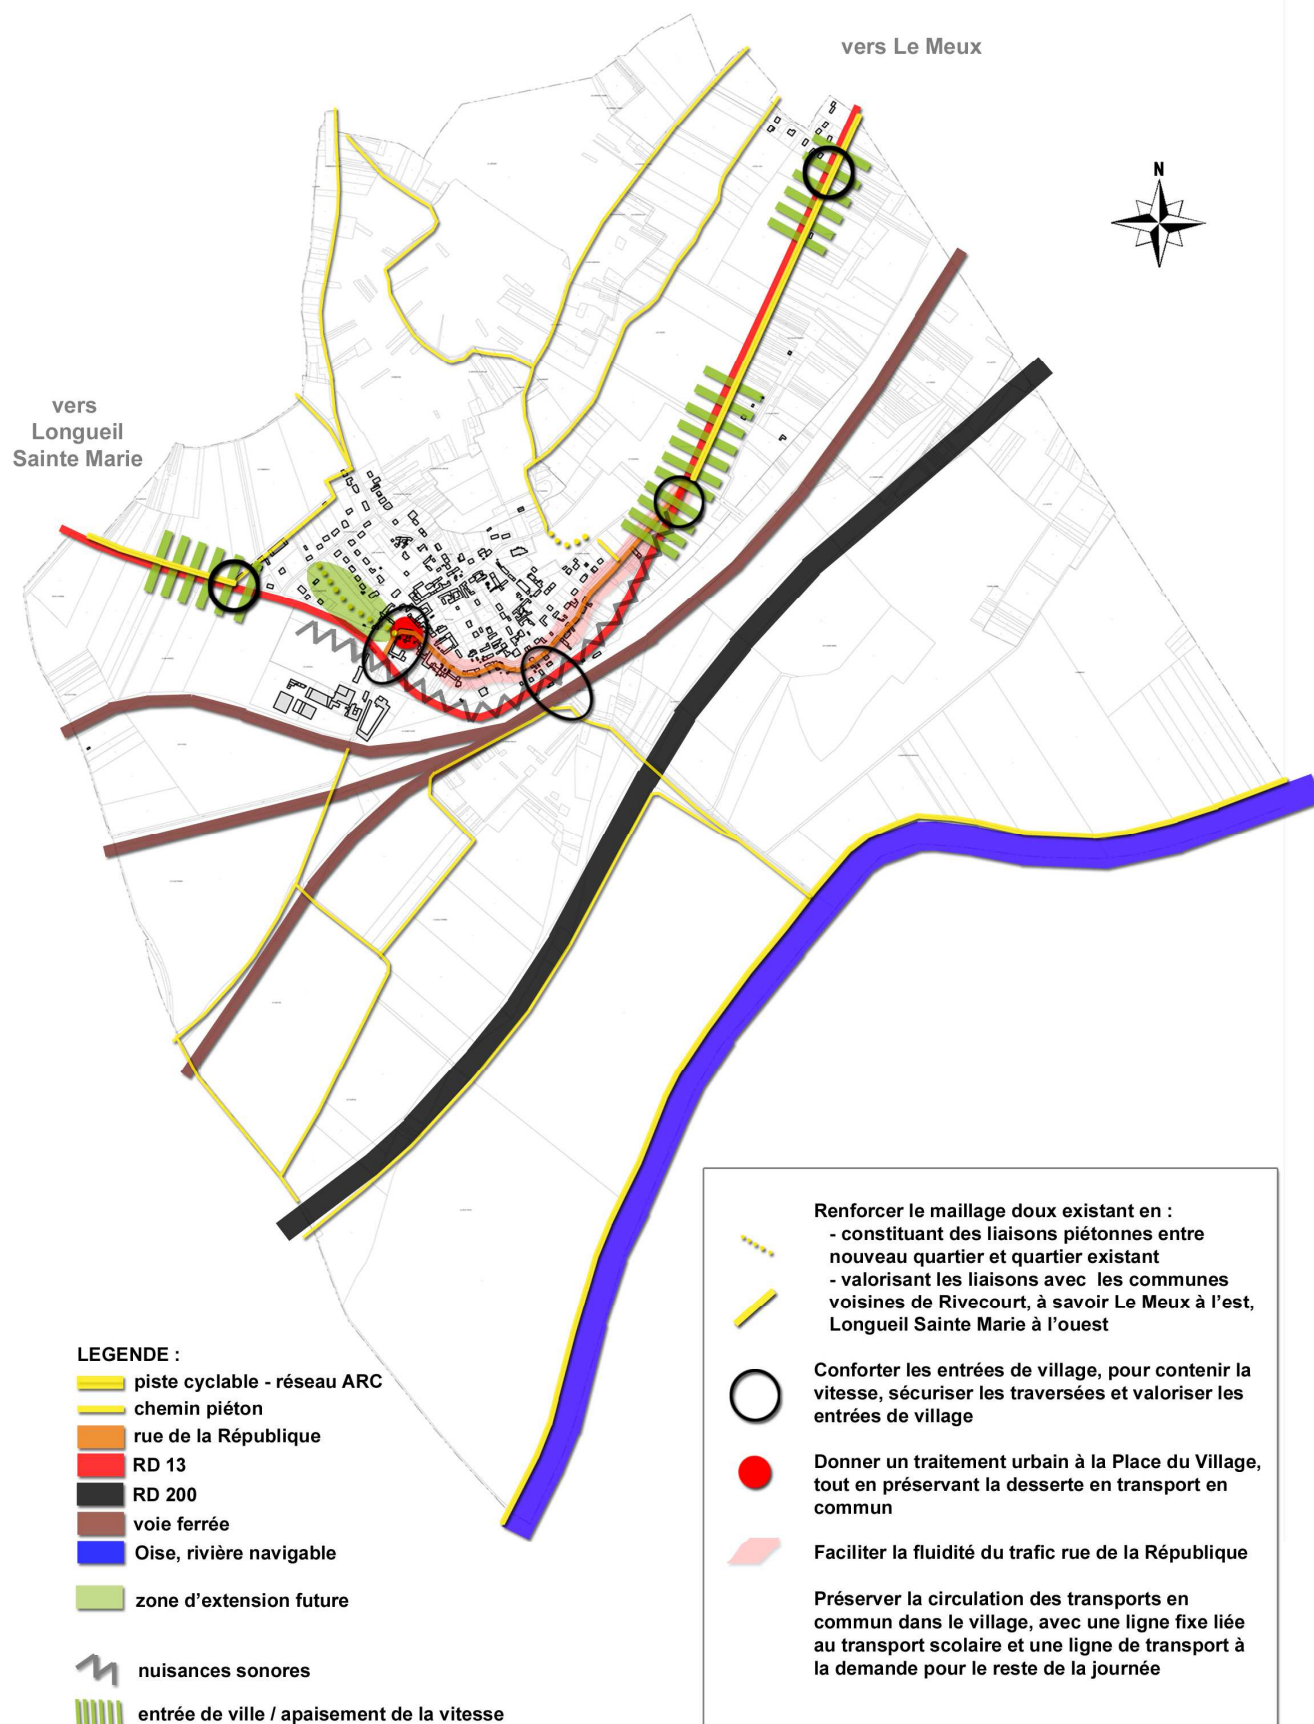 vers Le Meux
N
vers
Longueil
Sainte Marie
LEGENDE :
piste cyclable - réseau ARC
chemin piéton
rue de la République
RD 13
RD 200
voie ferrée
Oise, rivière navigable
zone d'extension future
nuisances sonores
entrée de ville / apaisement de la vitesse
Renforcer le maillage doux existant en :
- constituant des liaisons piétonnes entre
nouveau quartier et quartier existant
- valorisant les liaisons avec les communes
voisines de Rivecourt, à savoir Le Meux à l'est,
Longueil Sainte Marie à l'ouest
Conforter les entrées de village, pour contenir la
vitesse, sécuriser les traversées et valoriser les
entrées de village
Donner un traitement urbain à la Place du Village,
tout en préservant la desserte en transport en
commun
Faciliter la fluidité du trafic rue de la République
Préserver la circulation des transports en
commun dans le village, avec une ligne fixe liée
au transport scolaire et une ligne de transport à
la demande pour le reste de la journée